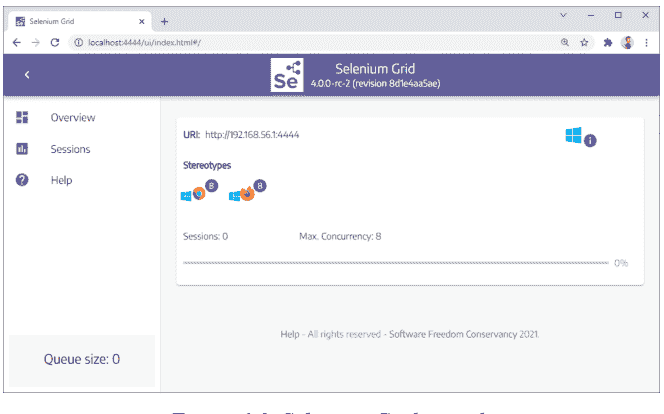 Selenium Grid
localhost:4444/ui/index.html#/
Se
Selenium Grid
4.0.0-rc-2 (revision 8d1e4aa5ae)
Overview
Sessions
Help
URI: http://192.168.56.1:4444
Stereotypes
8
8
Sessions: 0
Max. Concurrency: 8
0%
Help - All rights reserved - Software Freedom Conservancy 2021.
Queue size: 0